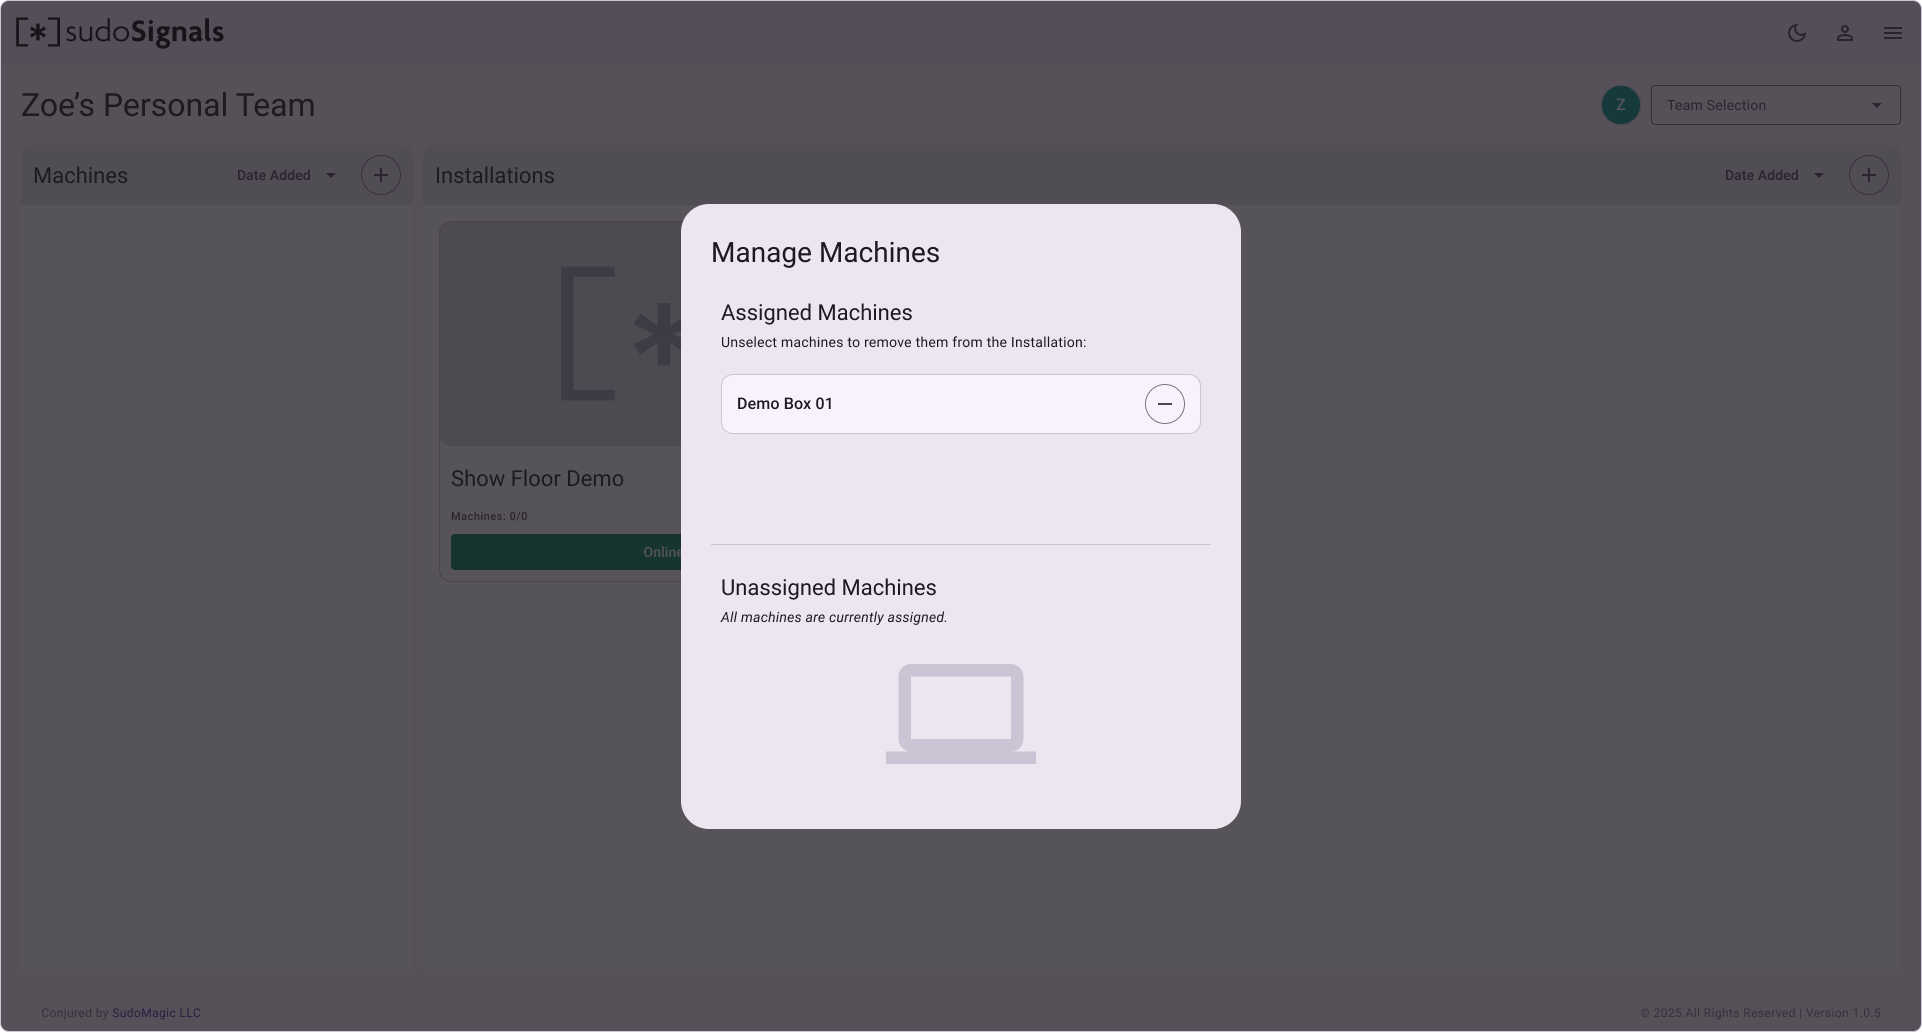 [*] sudoSignals
Zoe’s Personal Team
Z
Team Selection
Machines
Date Added
Installations
Date Added
[*
Show Floor Demo
Machines: 0/0
Online
Manage Machines
Assigned Machines
Unselect machines to remove them from the Installation:
Demo Box 01
Unassigned Machines
All machines are currently assigned.
Conjured by SudoMagic LLC
© 2025 All Rights Reserved | Version 1.0.5